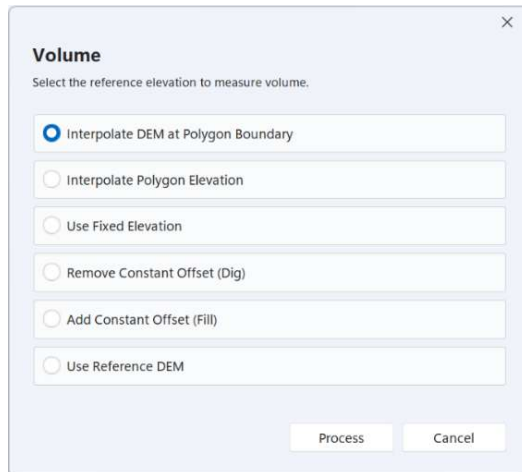 Volume
Select the reference elevation to measure volume.
Interpolate DEM at Polygon Boundary
Interpolate Polygon Elevation
Use Fixed Elevation
Remove Constant Offset (Dig)
Add Constant Offset (Fill)
Use Reference DEM
Process Cancel